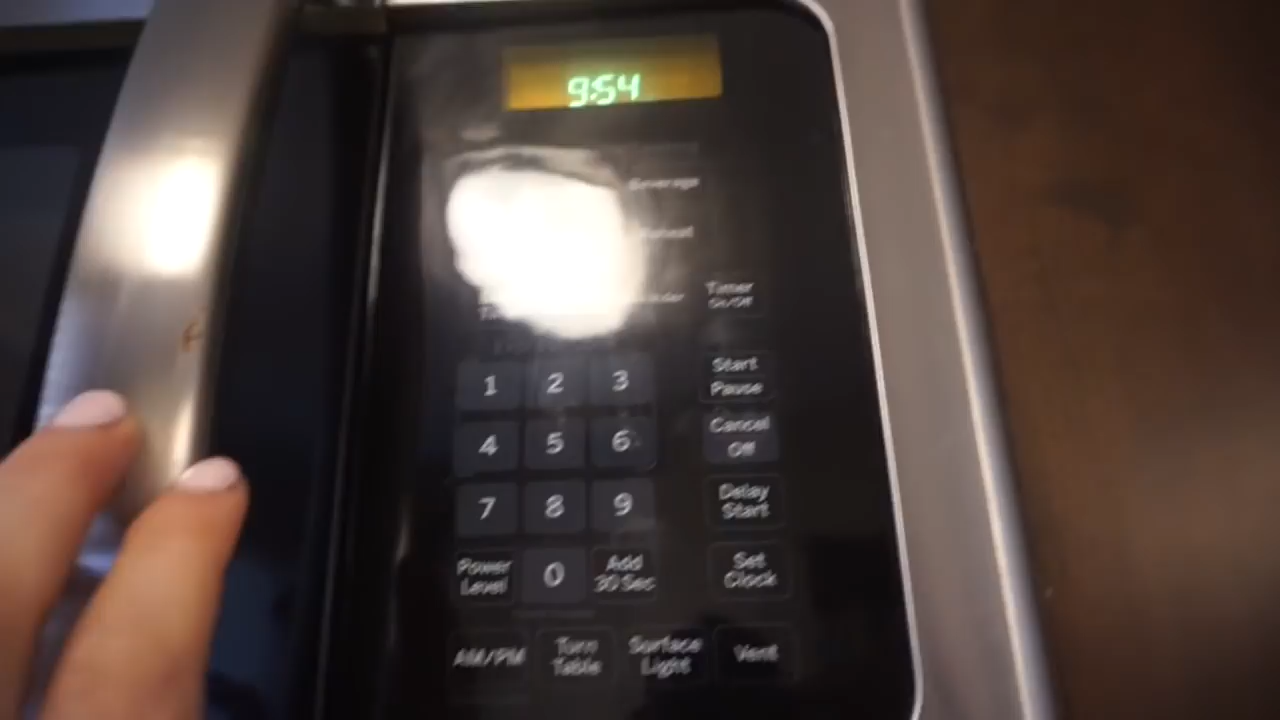 9:54
Beverage
Timer
On/Off
1 2 3
Start
Pause
4 5 6
Cancel
Off
7 8 9
Delay
Start
Power
Level
0
Add
30 Sec
Set
Clock
AM/PM
Turn
Table
Surface
Light
Vent